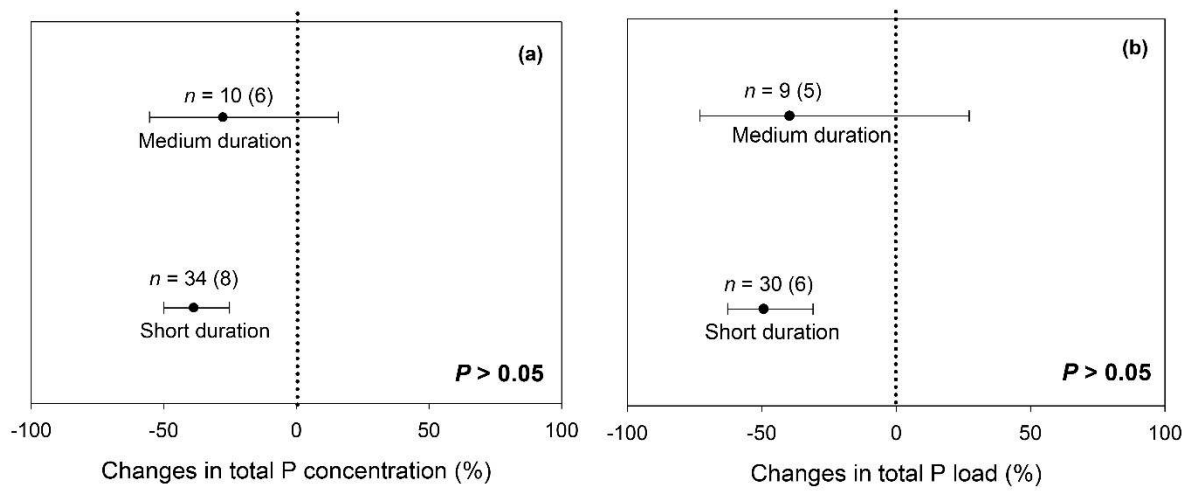 (a)
n = 10 (6)
Medium duration
n = 34 (8)
Short duration
P > 0.05
-100 -50 0 50 100
Changes in total P concentration (%)
(b)
n = 9 (5)
Medium duration
n = 30 (6)
Short duration
P > 0.05
-100 -50 0 50 100
Changes in total P load (%)